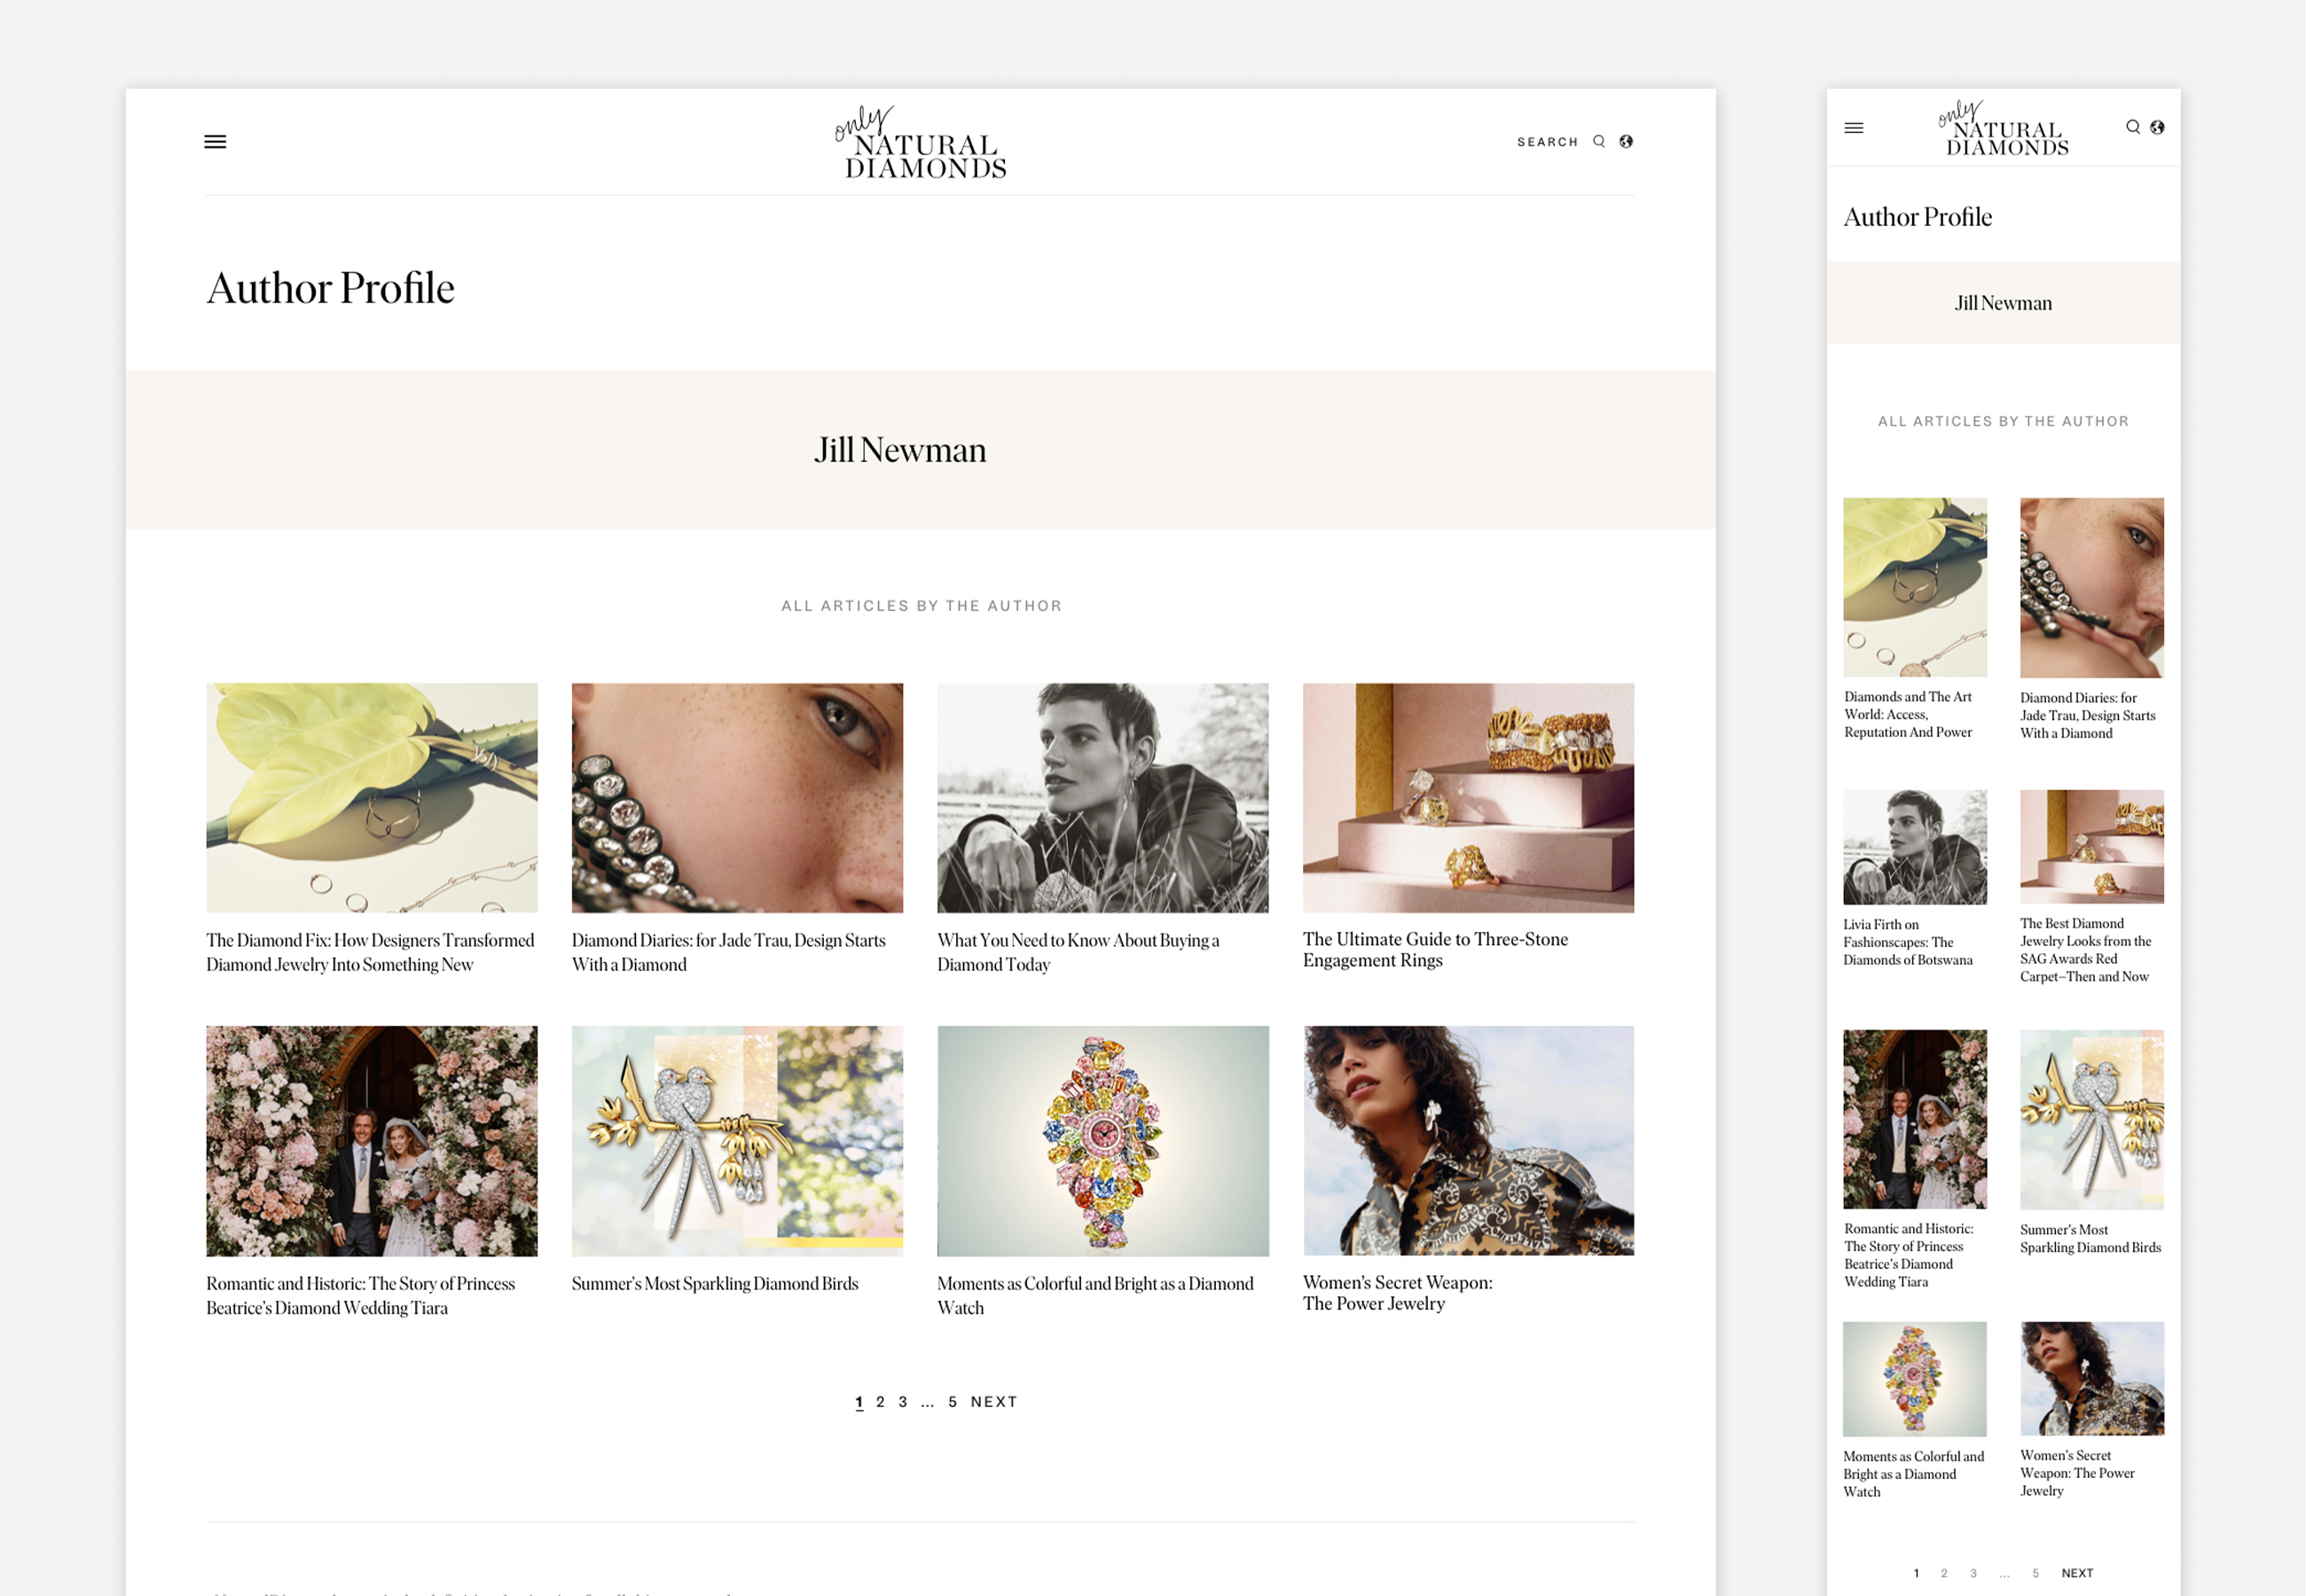 only
NATURAL
DIAMONDS
SEARCH
Author Profile
Jill Newman
ALL ARTICLES BY THE AUTHOR
The Diamond Fix: How Designers Transformed
Diamond Jewelry Into Something New
Diamond Diaries: for Jade Trau, Design Starts
With a Diamond
What You Need to Know About Buying a
Diamond Today
The Ultimate Guide to Three-Stone
Engagement Rings
Romantic and Historic: The Story of Princess
Beatrice's Diamond Wedding Tiara
Summer's Most Sparkling Diamond Birds
Moments as Colorful and Bright as a Diamond
Watch
Women's Secret Weapon:
The Power Jewelry
1 2 3 ... 5 NEXT
only
NATURAL
DIAMONDS
Author Profile
Jill Newman
ALL ARTICLES BY THE AUTHOR
Diamonds and The Art
World: Access,
Reputation And Power
Diamond Diaries: for
Jade Trau, Design Starts
With a Diamond
Livia Firth on
Fashionscapes: The
Diamonds of Botswana
The Best Diamond
Jewelry Looks from the
SAG Awards Red
Carpet–Then and Now
Romantic and Historic:
The Story of Princess
Beatrice's Diamond
Wedding Tiara
Summer's Most
Sparkling Diamond Birds
Moments as Colorful and
Bright as a Diamond
Watch
Women's Secret
Weapon: The Power
Jewelry
1 2 3 ... 5 NEXT